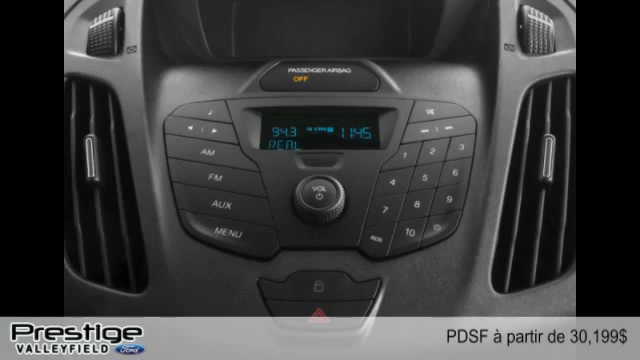 PASSENGER AIRBAG
OFF
94.3
11:45
REAL
AM
FM
AUX
MENU
VOL
1 2 3
4 5 6
7 8 9
RDS 10
Prestige
VALLEYFIELD Ford
PDSF à partir de 30,199$